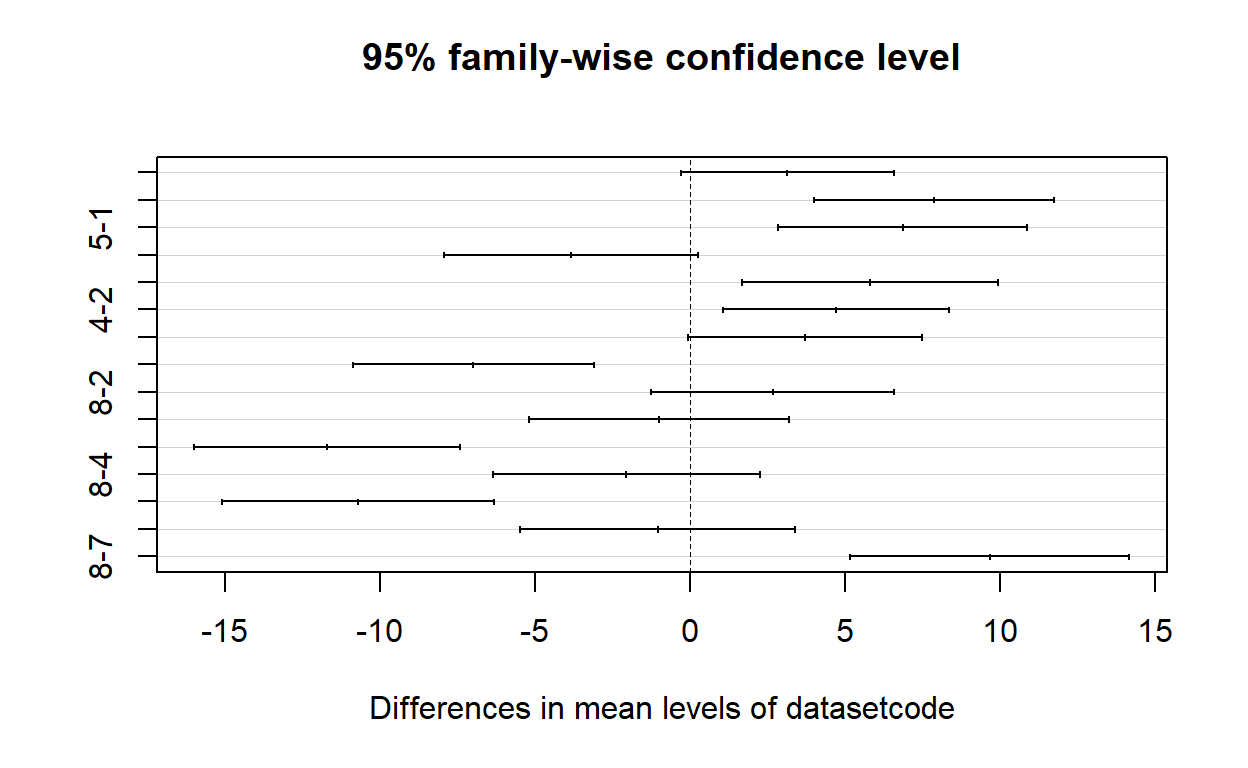 95% family-wise confidence level
5-1
4-2
8-2
8-4
8-7
-15 -10 -5 0 5 10 15
Differences in mean levels of datasetcode